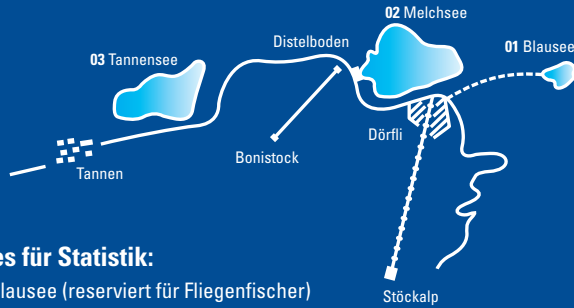 02 Melchsee
Distelboden
01 Blausee
03 Tannensee
Dörfli
Bonistock
Tannen
es für Statistik:
lausee (reserviert für Fliegenfischer)
Stöckalp